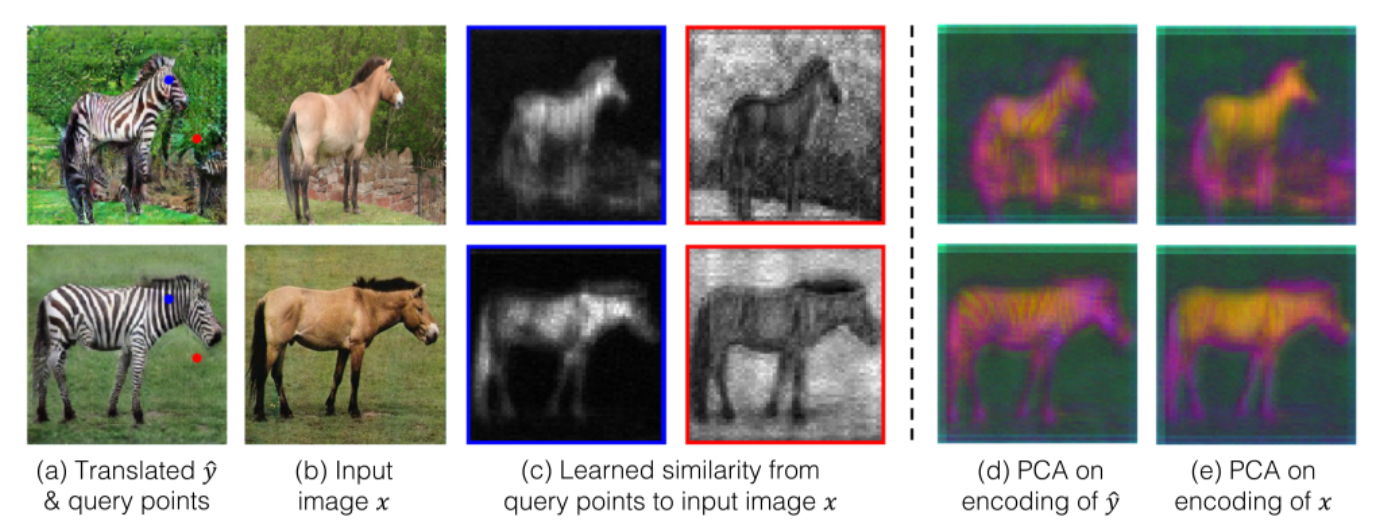 (a) Translated ŷ
& query points
(b) Input
image x
(c) Learned similarity from
query points to input image x
(d) PCA on
encoding of ŷ
(e) PCA on
encoding of x